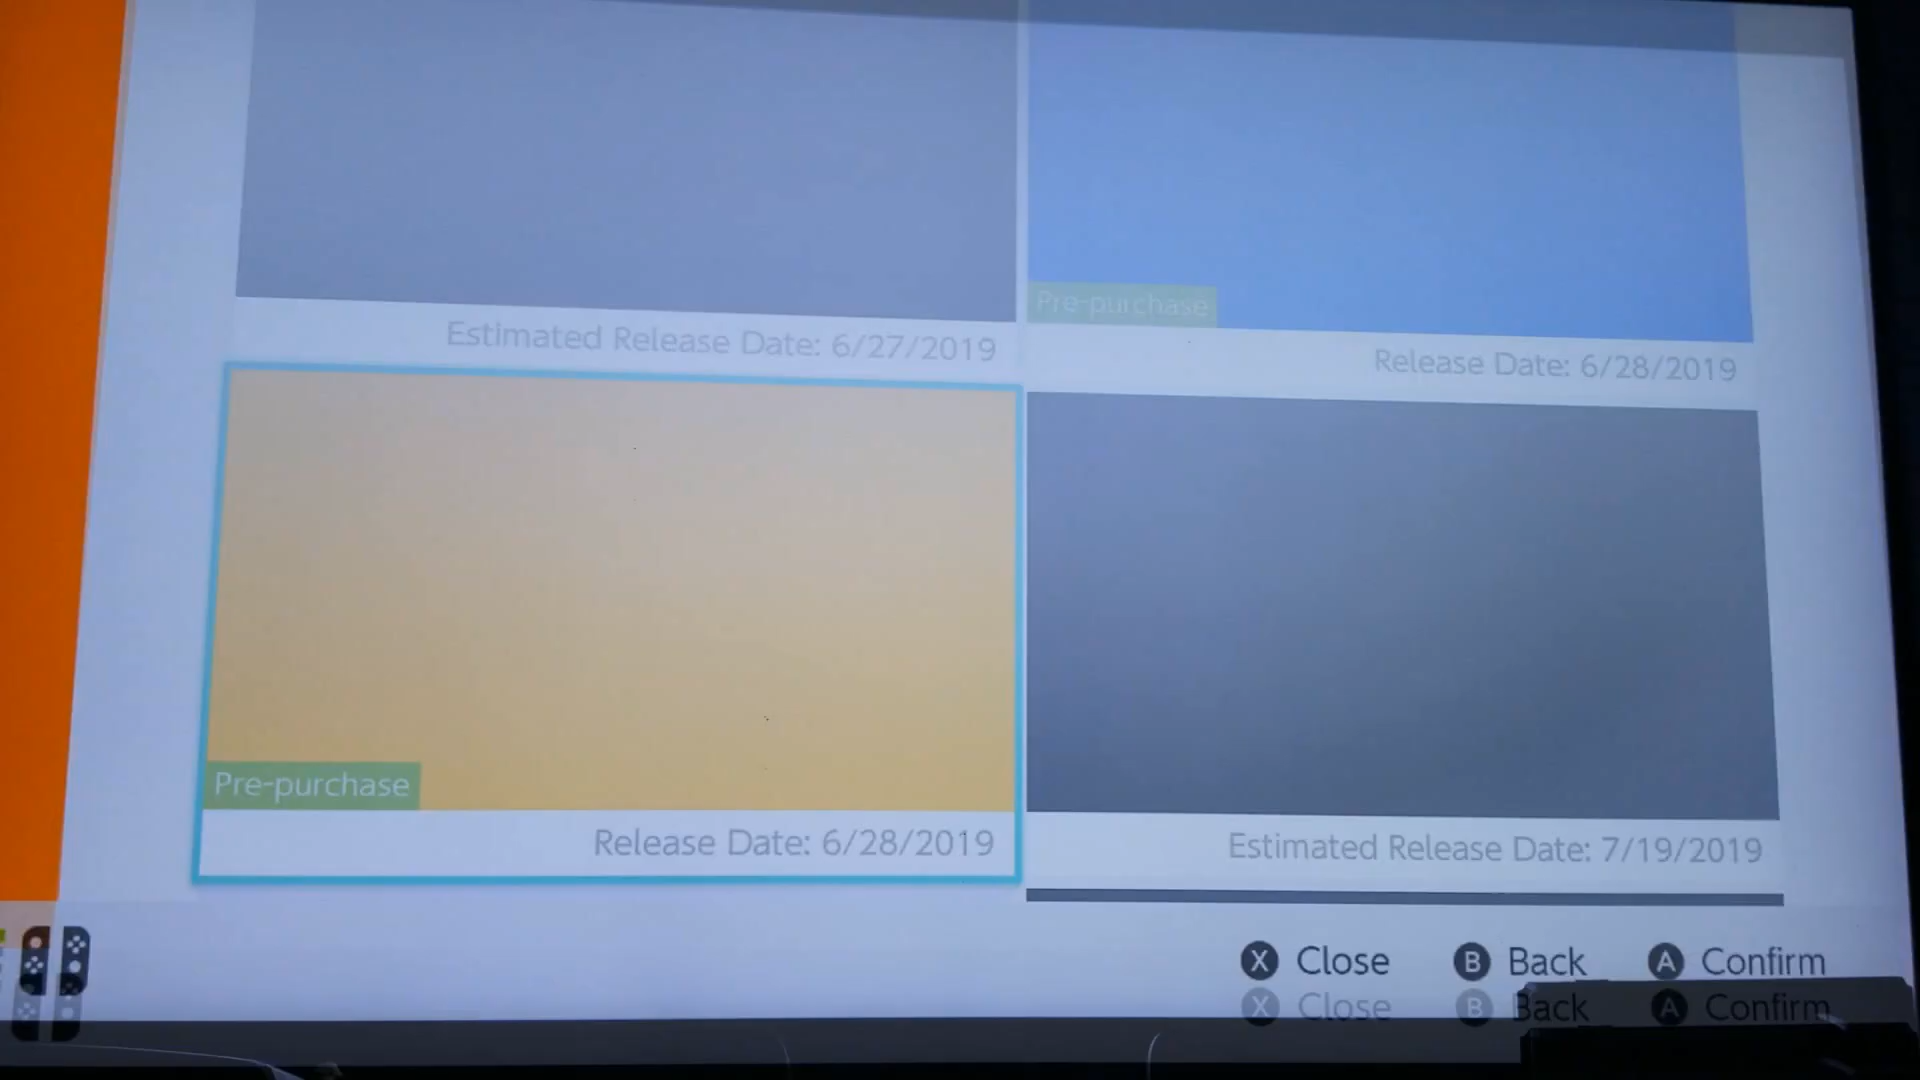 Pre-purchase
Estimated Release Date: 6/27/2019
Release Date: 6/28/2019
Pre-purchase
Release Date: 6/28/2019
Estimated Release Date: 7/19/2019
X Close B Back A Confirm
X Close B Back A Confirm